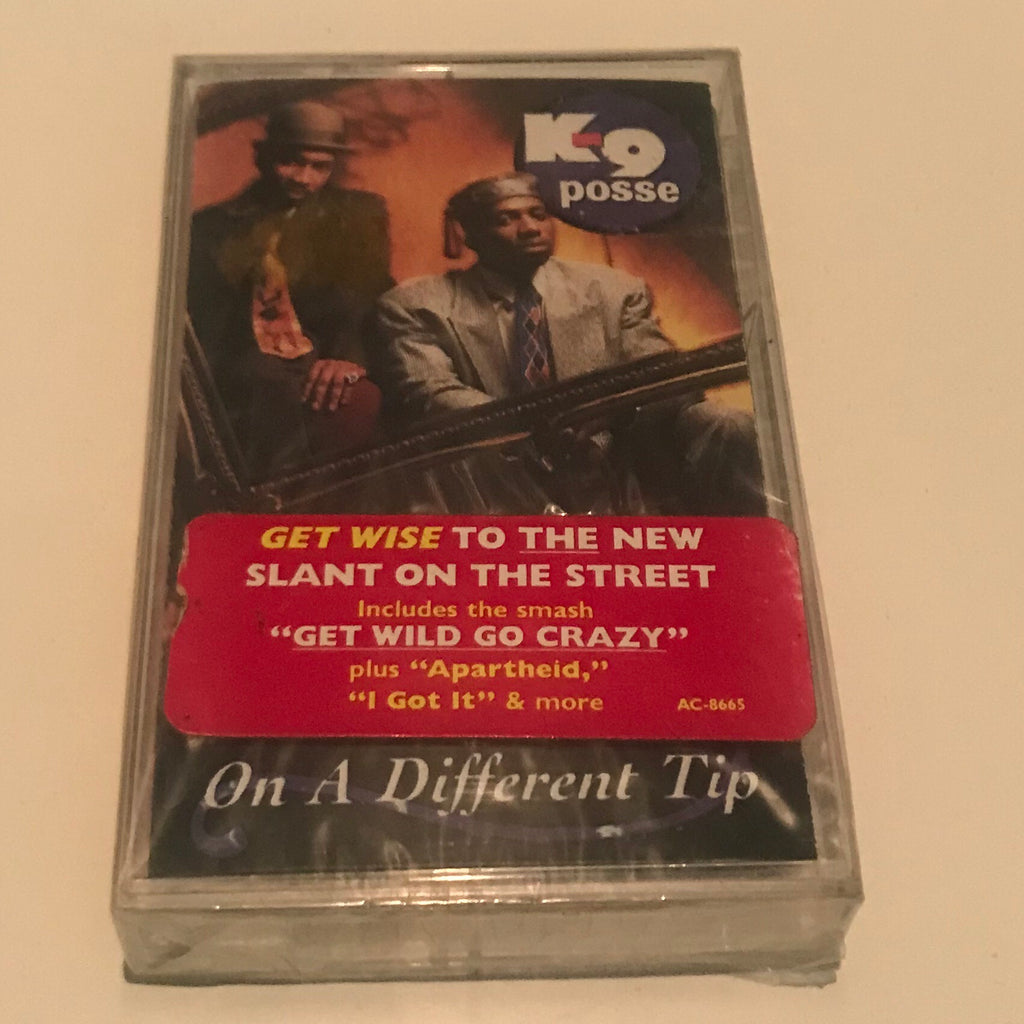 K-9
posse
GET WISE TO THE NEW
SLANT ON THE STREET
Includes the smash
“GET WILD GO CRAZY”
plus “Apartheid,”
“I Got It” & more
AC-8665
On A Different Tip